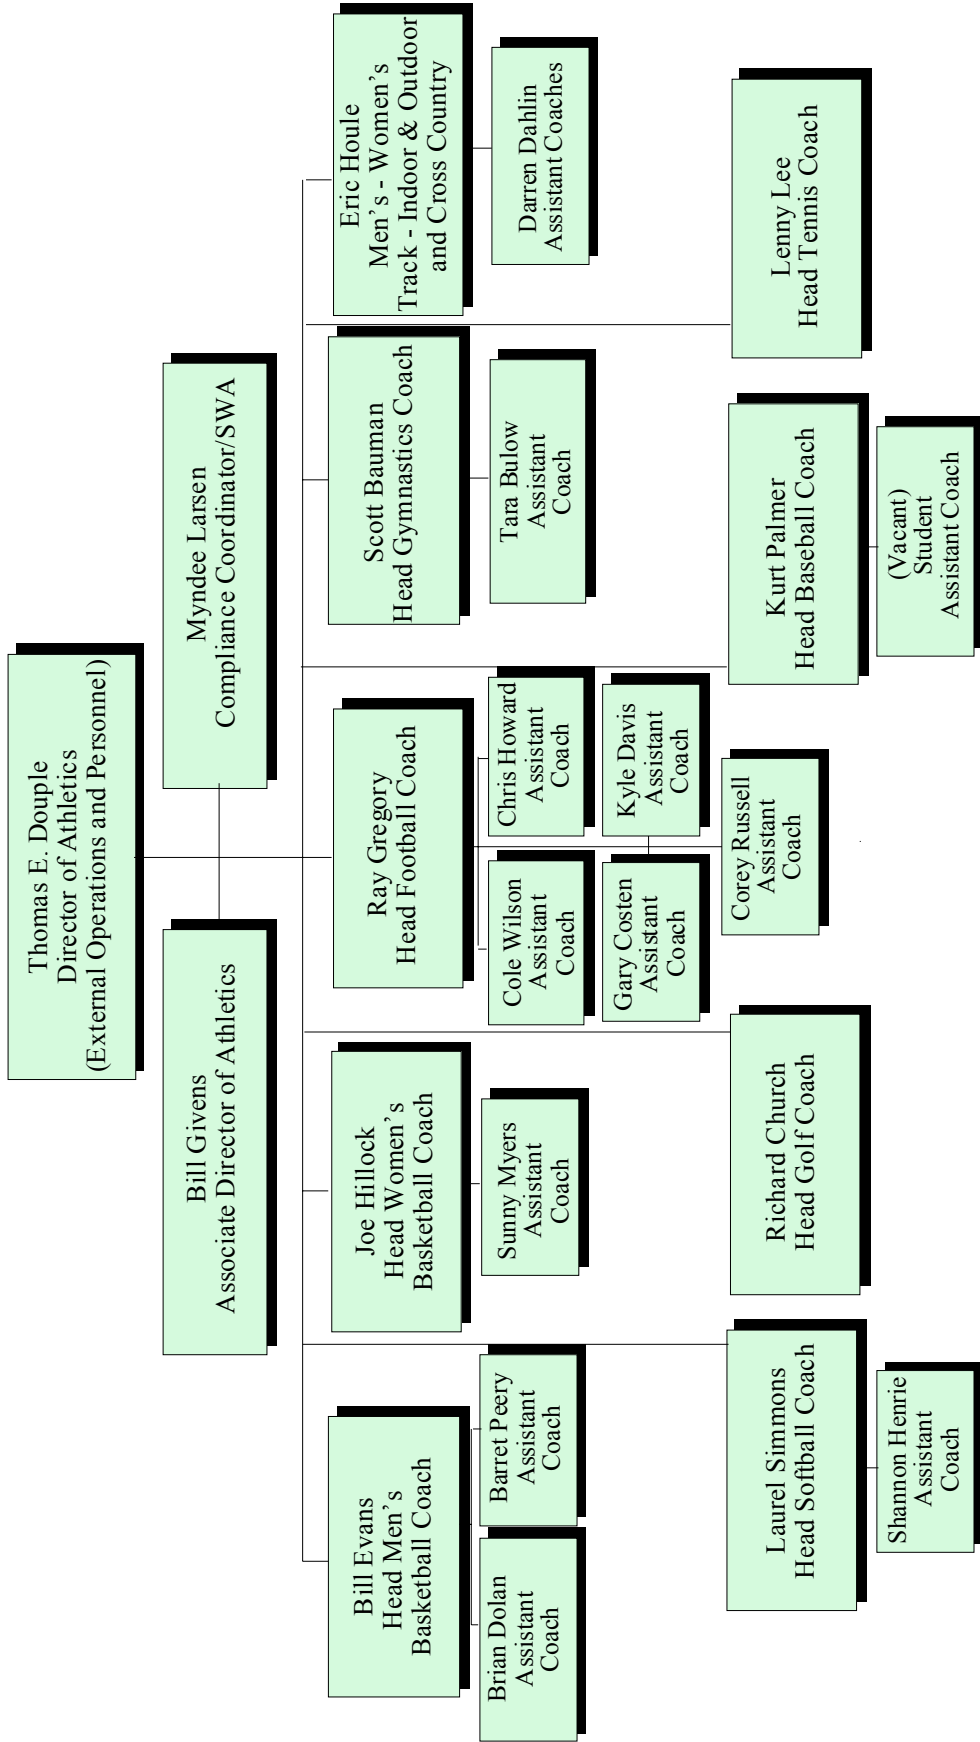 Thomas E. Douple
Director of Athletics
(External Operations and Personnel)
Bill Givens
Associate Director of Athletics
Myndee Larsen
Compliance Coordinator/SWA
Bill Evans
Head Men's
Basketball Coach
Joe Hillock
Head Women's
Basketball Coach
Ray Gregory
Head Football Coach
Scott Bauman
Head Gymnastics Coach
Eric Houle
Men's - Women's
Track - Indoor & Outdoor
and Cross Country
Brian Dolan
Assistant
Coach
Barret Peery
Assistant
Coach
Sunny Myers
Assistant
Coach
Cole Wilson
Assistant
Coach
Chris Howard
Assistant
Coach
Tara Bulow
Assistant
Coach
Darren Dahlin
Assistant Coaches
Gary Costen
Assistant
Coach
Kyle Davis
Assistant
Coach
Corey Russell
Assistant
Coach
Laurel Simmons
Head Softball Coach
Richard Church
Head Golf Coach
Kurt Palmer
Head Baseball Coach
Lenny Lee
Head Tennis Coach
Shannon Henrie
Assistant
Coach
(Vacant)
Student
Assistant Coach